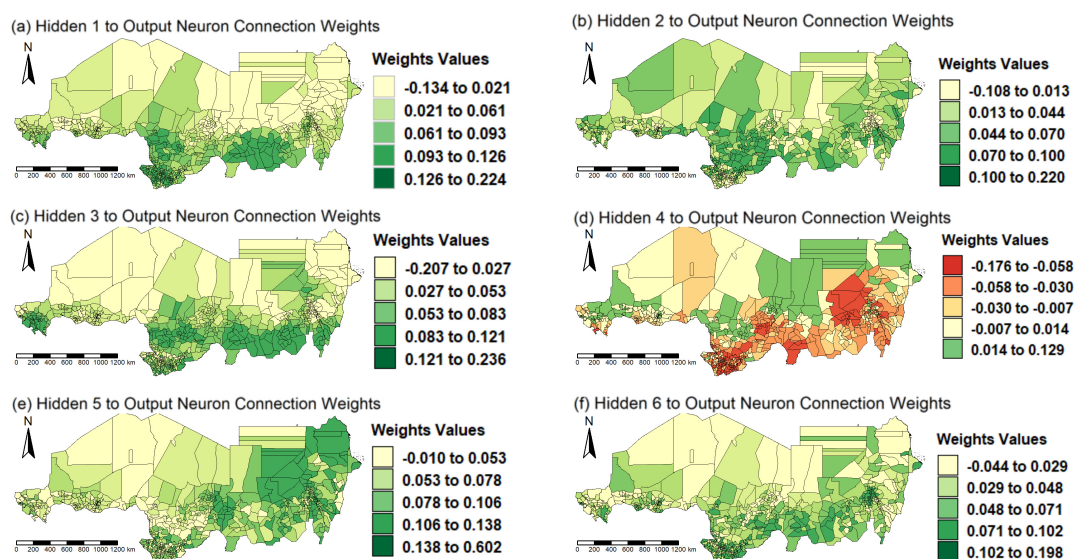 (a) Hidden 1 to Output Neuron Connection Weights
N
Weights Values
-0.134 to 0.021
0.021 to 0.061
0.061 to 0.093
0.093 to 0.126
0.126 to 0.224
0 200 400 600 800 1000 1200 km
(b) Hidden 2 to Output Neuron Connection Weights
N
Weights Values
-0.108 to 0.013
0.013 to 0.044
0.044 to 0.070
0.070 to 0.100
0.100 to 0.220
0 200 400 600 800 1000 1200 km
(c) Hidden 3 to Output Neuron Connection Weights
N
Weights Values
-0.207 to 0.027
0.027 to 0.053
0.053 to 0.083
0.083 to 0.121
0.121 to 0.236
0 200 400 600 800 1000 1200 km
(d) Hidden 4 to Output Neuron Connection Weights
N
Weights Values
-0.176 to -0.058
-0.058 to -0.030
-0.030 to -0.007
-0.007 to 0.014
0.014 to 0.129
0 200 400 600 800 1000 1200 km
(e) Hidden 5 to Output Neuron Connection Weights
N
Weights Values
-0.010 to 0.053
0.053 to 0.078
0.078 to 0.106
0.106 to 0.138
0.138 to 0.602
0 200 400 600 800 1000 1200 km
(f) Hidden 6 to Output Neuron Connection Weights
N
Weights Values
-0.044 to 0.029
0.029 to 0.048
0.048 to 0.071
0.071 to 0.102
0.102 to 0.198
0 200 400 600 800 1000 1200 km